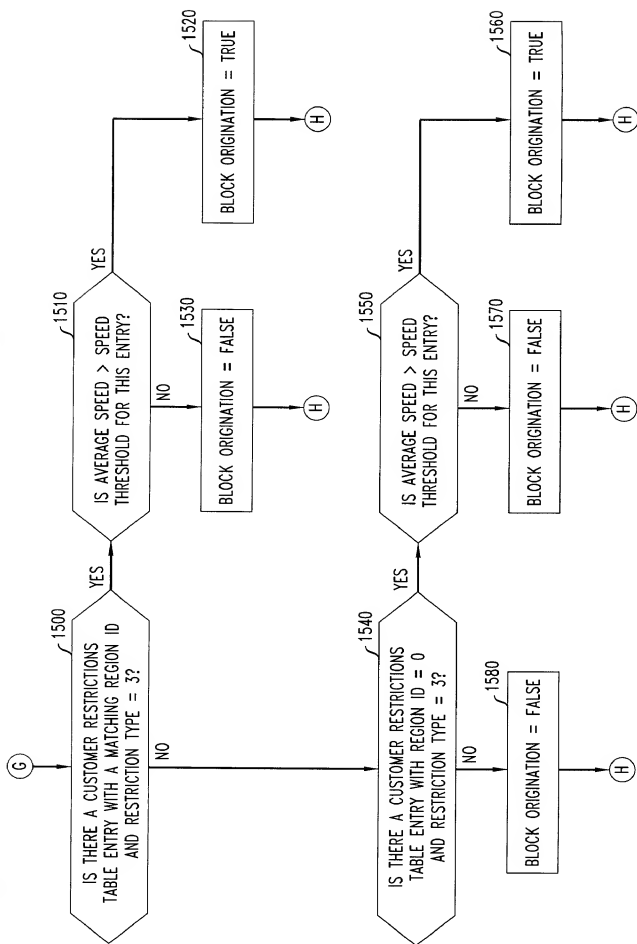 G
1500
IS THERE A CUSTOMER RESTRICTIONS
TABLE ENTRY WITH A MATCHING REGION ID
AND RESTRICTION TYPE = 3?
YES
NO
1510
IS AVERAGE SPEED > SPEED
THRESHOLD FOR THIS ENTRY?
YES
NO
1520
BLOCK ORIGINATION = TRUE
H
1530
BLOCK ORIGINATION = FALSE
H
1540
IS THERE A CUSTOMER RESTRICTIONS
TABLE ENTRY WITH REGION ID = 0
AND RESTRICTION TYPE = 3?
YES
NO
1550
IS AVERAGE SPEED > SPEED
THRESHOLD FOR THIS ENTRY?
YES
NO
1560
BLOCK ORIGINATION = TRUE
H
1570
BLOCK ORIGINATION = FALSE
H
1580
BLOCK ORIGINATION = FALSE
H